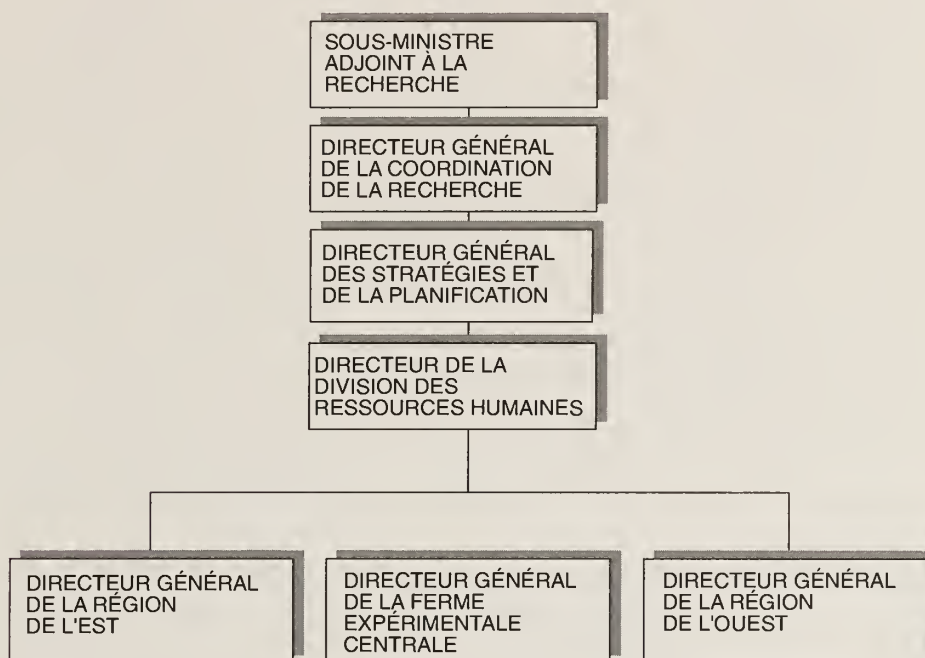 SOUS-MINISTRE
ADJOINT À LA
RECHERCHE
DIRECTEUR GÉNÉRAL
DE LA COORDINATION
DE LA RECHERCHE
DIRECTEUR GÉNÉRAL
DES STRATÉGIES ET
DE LA PLANIFICATION
DIRECTEUR DE LA
DIVISION DES
RESSOURCES HUMAINES
DIRECTEUR GÉNÉRAL
DE LA RÉGION
DE L'EST
DIRECTEUR GÉNÉRAL
DE LA FERME
EXPÉRIMENTALE
CENTRALE
DIRECTEUR GÉNÉRAL
DE LA RÉGION
DE L'OUEST